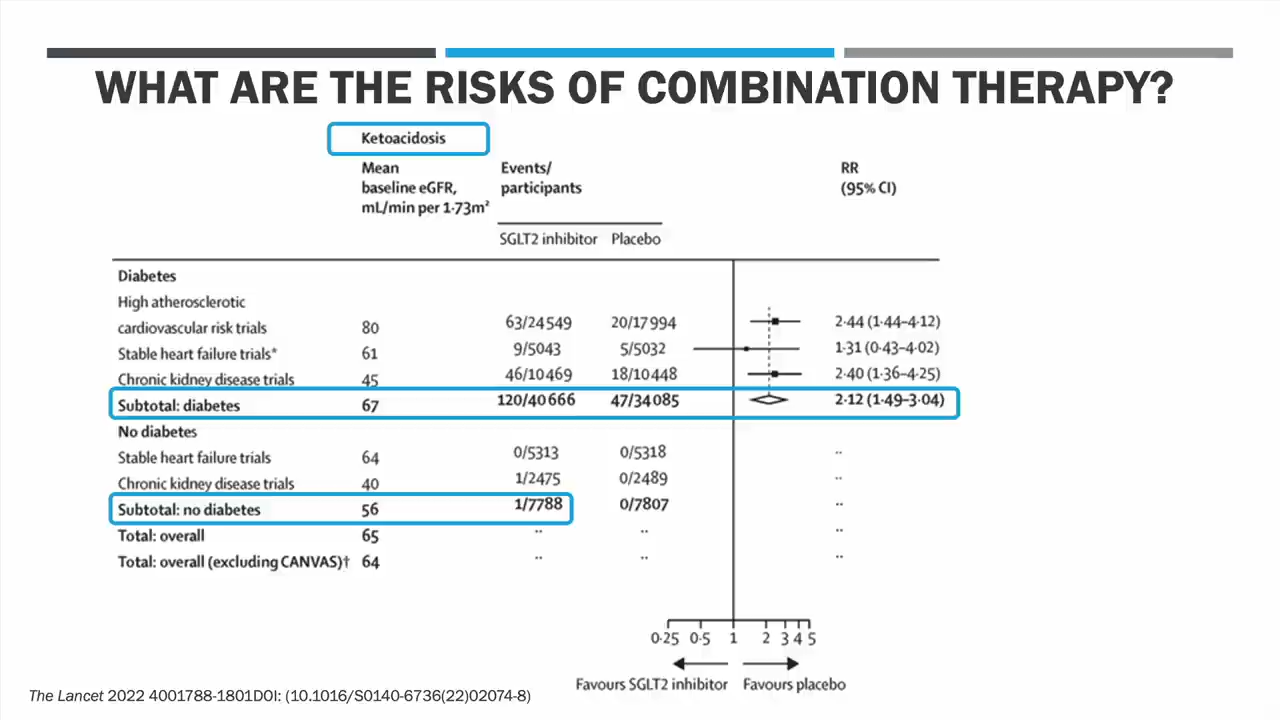 WHAT ARE THE RISKS OF COMBINATION THERAPY?
Ketoacidosis
Mean baseline eGFR, mL/min per 1·73m² Events/participants RR (95% CI)
SGLT2 inhibitor Placebo
Diabetes
High atherosclerotic
cardiovascular risk trials 80 63/24549 20/17994 2·44 (1·44–4·12)
Stable heart failure trials* 61 9/5043 5/5032 1·31 (0·43–4·02)
Chronic kidney disease trials 45 46/10469 18/10448 2·40 (1·36–4·25)
Subtotal: diabetes 67 120/40666 47/34085 2·12 (1·49–3·04)
No diabetes
Stable heart failure trials 64 0/5313 0/5318 ··
Chronic kidney disease trials 40 1/2475 0/2489 ··
Subtotal: no diabetes 56 1/7788 0/7807 ··
Total: overall 65 ·· ·· ··
Total: overall (excluding CANVAS)† 64 ·· ·· ··
0·25 0·5 1 2 3 4 5
Favours SGLT2 inhibitor Favours placebo
The Lancet 2022 4001788-1801DOI: (10.1016/S0140-6736(22)02074-8)